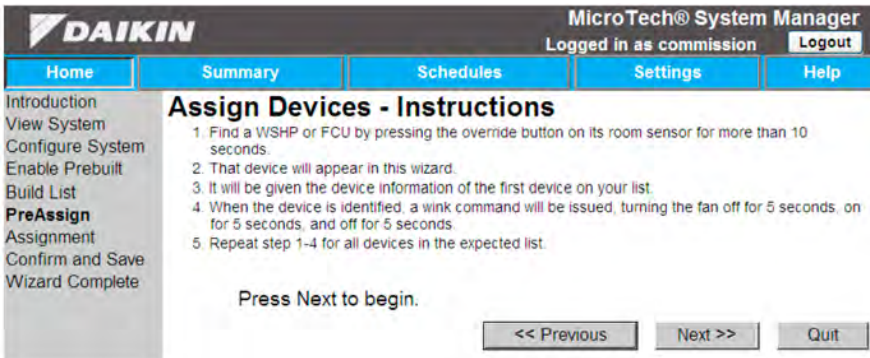 DAIKIN
MicroTech® System Manager
Logged in as commission Logout
Home Summary Schedules Settings Help
Introduction
View System
Configure System
Enable Prebuilt
Build List
PreAssign
Assignment
Confirm and Save
Wizard Complete
Assign Devices - Instructions
1. Find a WSHP or FCU by pressing the override button on its room sensor for more than 10
seconds.
2. That device will appear in this wizard.
3. It will be given the device information of the first device on your list.
4. When the device is identified, a wink command will be issued, turning the fan off for 5 seconds, on
for 5 seconds, and off for 5 seconds.
5. Repeat step 1-4 for all devices in the expected list.
Press Next to begin.
<< Previous Next >> Quit